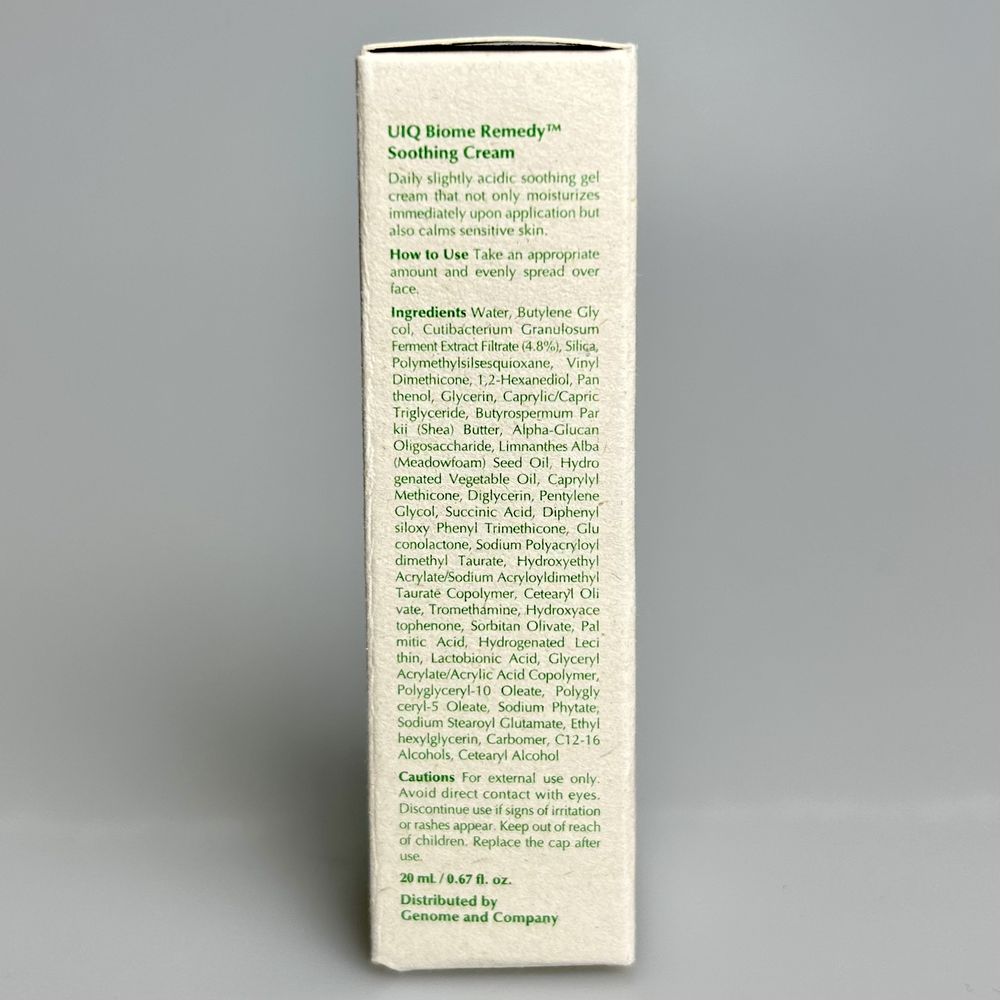 UIQ Biome Remedy™
Soothing Cream
Daily slightly acidic soothing gel
cream that not only moisturizes
immediately upon application but
also calms sensitive skin.
How to Use Take an appropriate
amount and evenly spread over
face.
Ingredients Water, Butylene Gly
col, Cutibacterium Granulosum
Ferment Extract Filtrate (4.8%), Silica,
Polymethylsilsesquioxane, Vinyl
Dimethicone, 1,2-Hexanediol, Pan
thenol, Glycerin, Caprylic/Capric
Triglyceride, Butyrospermum Par
kii (Shea) Butter, Alpha-Glucan
Oligosaccharide, Limnanthes Alba
(Meadowfoam) Seed Oil, Hydro
genated Vegetable Oil, Caprylyl
Methicone, Diglycerin, Pentylene
Glycol, Succinic Acid, Diphenyl
siloxy Phenyl Trimethicone, Glu
conolactone, Sodium Polyacryloyl
dimethyl Taurate, Hydroxyethyl
Acrylate/Sodium Acryloyldimethyl
Taurate Copolymer, Cetearyl Oli
vate, Tromethamine, Hydroxyace
tophenone, Sorbitan Olivate, Pal
mitic Acid, Hydrogenated Leci
thin, Lactobionic Acid, Glyceryl
Acrylate/Acrylic Acid Copolymer,
Polyglyceryl-10 Oleate, Polygly
ceryl-5 Oleate, Sodium Phytate,
Sodium Stearoyl Glutamate, Ethyl
hexylglycerin, Carbomer, C12-16
Alcohols, Cetearyl Alcohol
Cautions For external use only.
Avoid direct contact with eyes.
Discontinue use if signs of irritation
or rashes appear. Keep out of reach
of children. Replace the cap after
use.
20 mL / 0.67 fl. oz.
Distributed by
Genome and Company